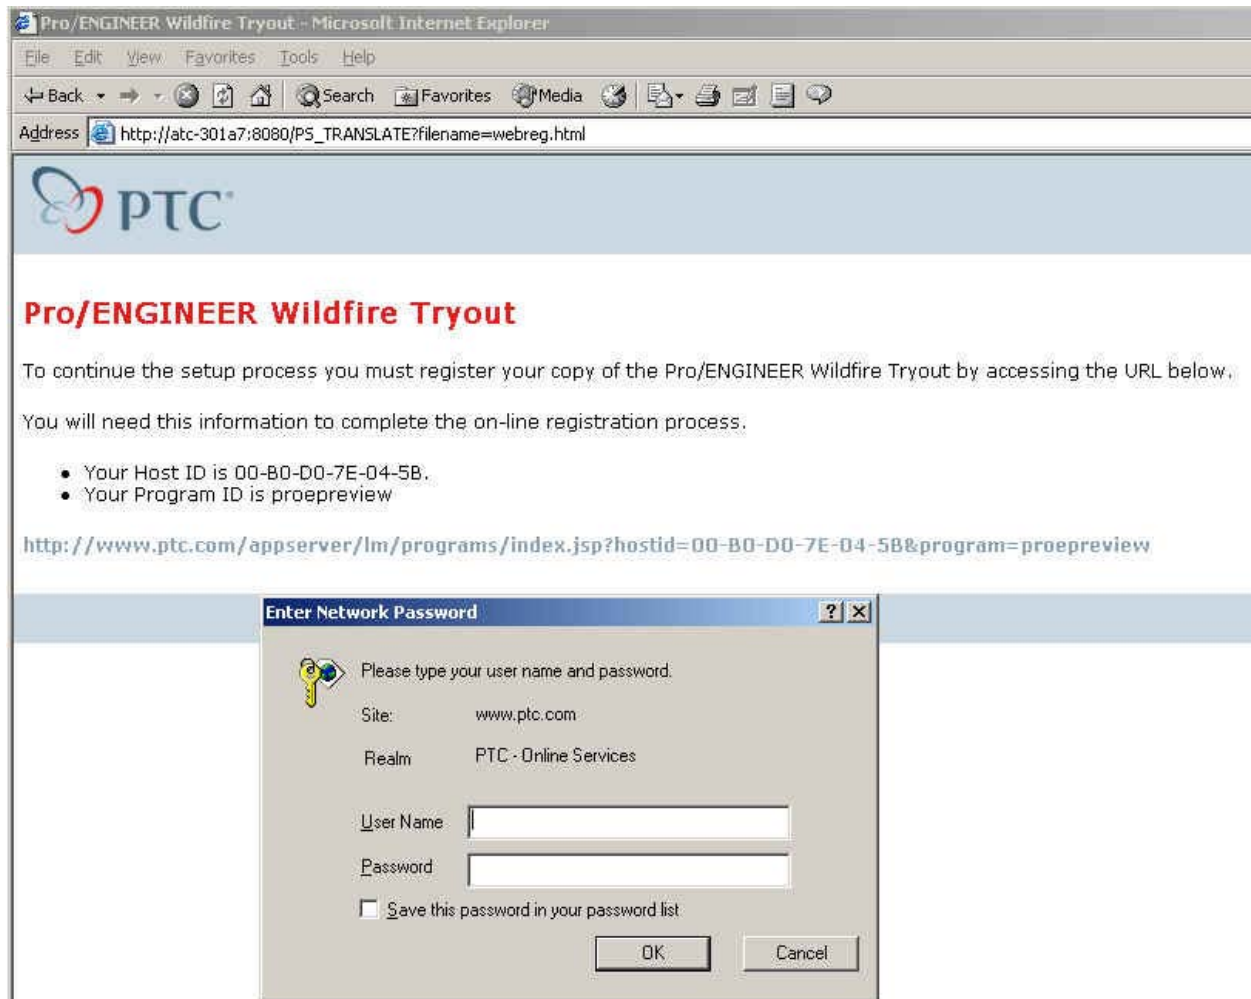 Pro/ENGINEER Wildfire Tryout - Microsoft Internet Explorer
File Edit View Favorites Tools Help
Back Search Favorites Media
Address http://atc-301a7:8080/PS_TRANSLATE?filename=webreg.html
PTC
Pro/ENGINEER Wildfire Tryout
To continue the setup process you must register your copy of the Pro/ENGINEER Wildfire Tryout by accessing the URL below.
You will need this information to complete the on-line registration process.
• Your Host ID is 00-B0-D0-7E-04-5B.
• Your Program ID is proepreview
http://www.ptc.com/appserver/lm/programs/index.jsp?hostid=00-B0-D0-7E-04-5B&program=proepreview
Enter Network Password
Please type your user name and password.
Site: www.ptc.com
Realm PTC - Online Services
User Name
Password
Save this password in your password list
OK Cancel